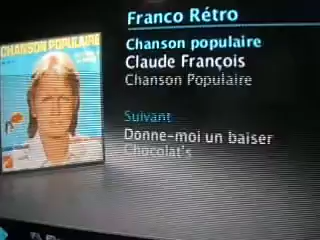 Franco Rétro
CHANSON POPULAIRE
Chanson populaire
Claude François
Chanson Populaire
Suivant
Donne-moi un baiser
Chocolat's